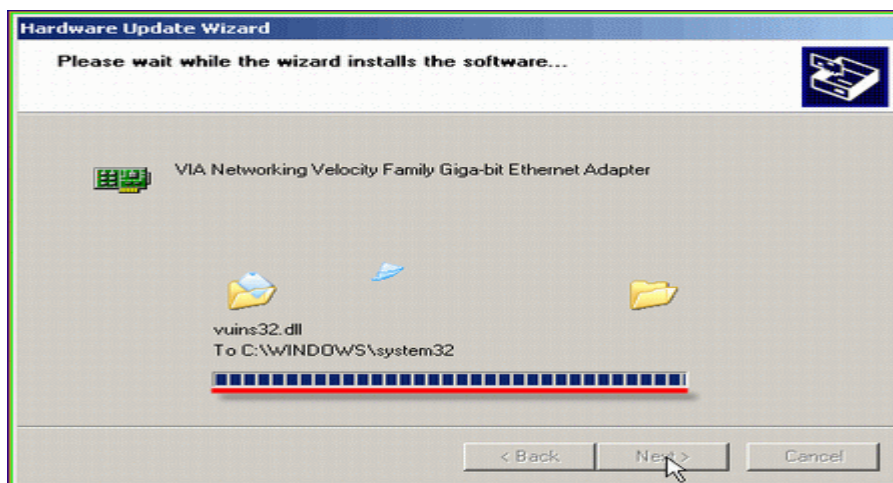 Hardware Update Wizard
Please wait while the wizard installs the software...
VIA Networking Velocity Family Giga-bit Ethernet Adapter
vuins32.dll
To C:\WINDOWS\system32
< Back Next > Cancel